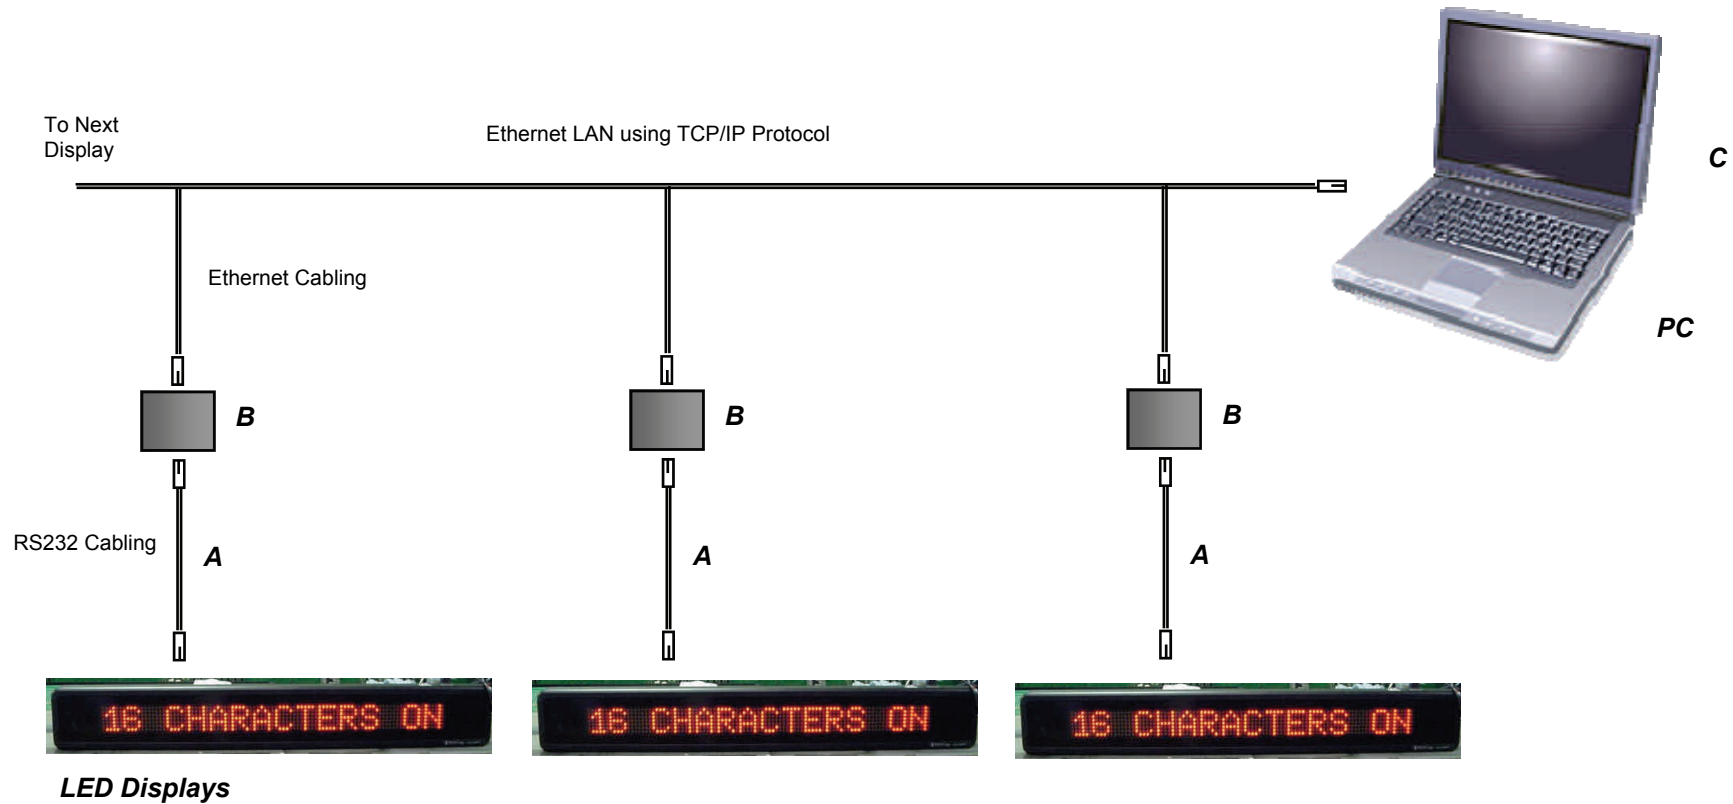 To Next
Display
Ethernet LAN using TCP/IP Protocol
C
Ethernet Cabling
PC
B
B
B
RS232 Cabling
A
A
A
16 CHARACTERS ON
16 CHARACTERS ON
16 CHARACTERS ON
LED Displays